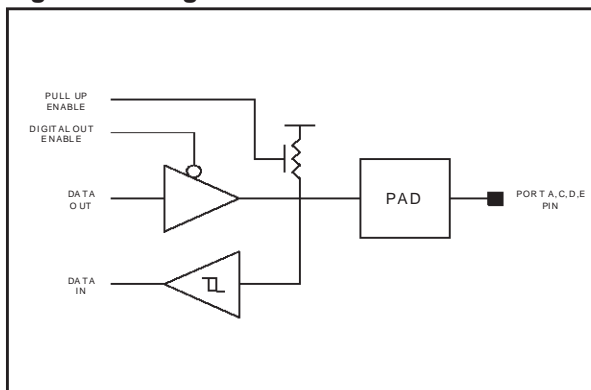 PULL UP
ENABLE
DIGITAL OUT
ENABLE
DATA
OUT
PAD
PORT A,C,D,E
PIN
DATA
IN